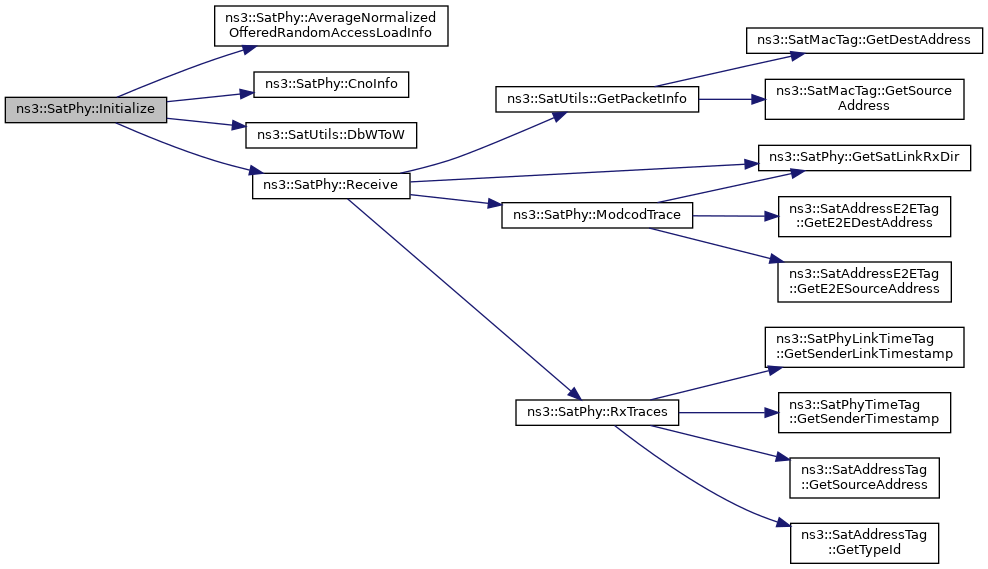 ns3::SatPhy::Initialize
ns3::SatPhy::AverageNormalized
OfferedRandomAccessLoadInfo
ns3::SatPhy::CnoInfo
ns3::SatUtils::DbWToW
ns3::SatPhy::Receive
ns3::SatUtils::GetPacketInfo
ns3::SatMacTag::GetDestAddress
ns3::SatMacTag::GetSource
Address
ns3::SatPhy::GetSatLinkRxDir
ns3::SatPhy::ModcodTrace
ns3::SatAddressE2ETag
::GetE2EDestAddress
ns3::SatAddressE2ETag
::GetE2ESourceAddress
ns3::SatPhy::RxTraces
ns3::SatPhyLinkTimeTag
::GetSenderLinkTimestamp
ns3::SatPhyTimeTag
::GetSenderTimestamp
ns3::SatAddressTag
::GetSourceAddress
ns3::SatAddressTag
::GetTypeId